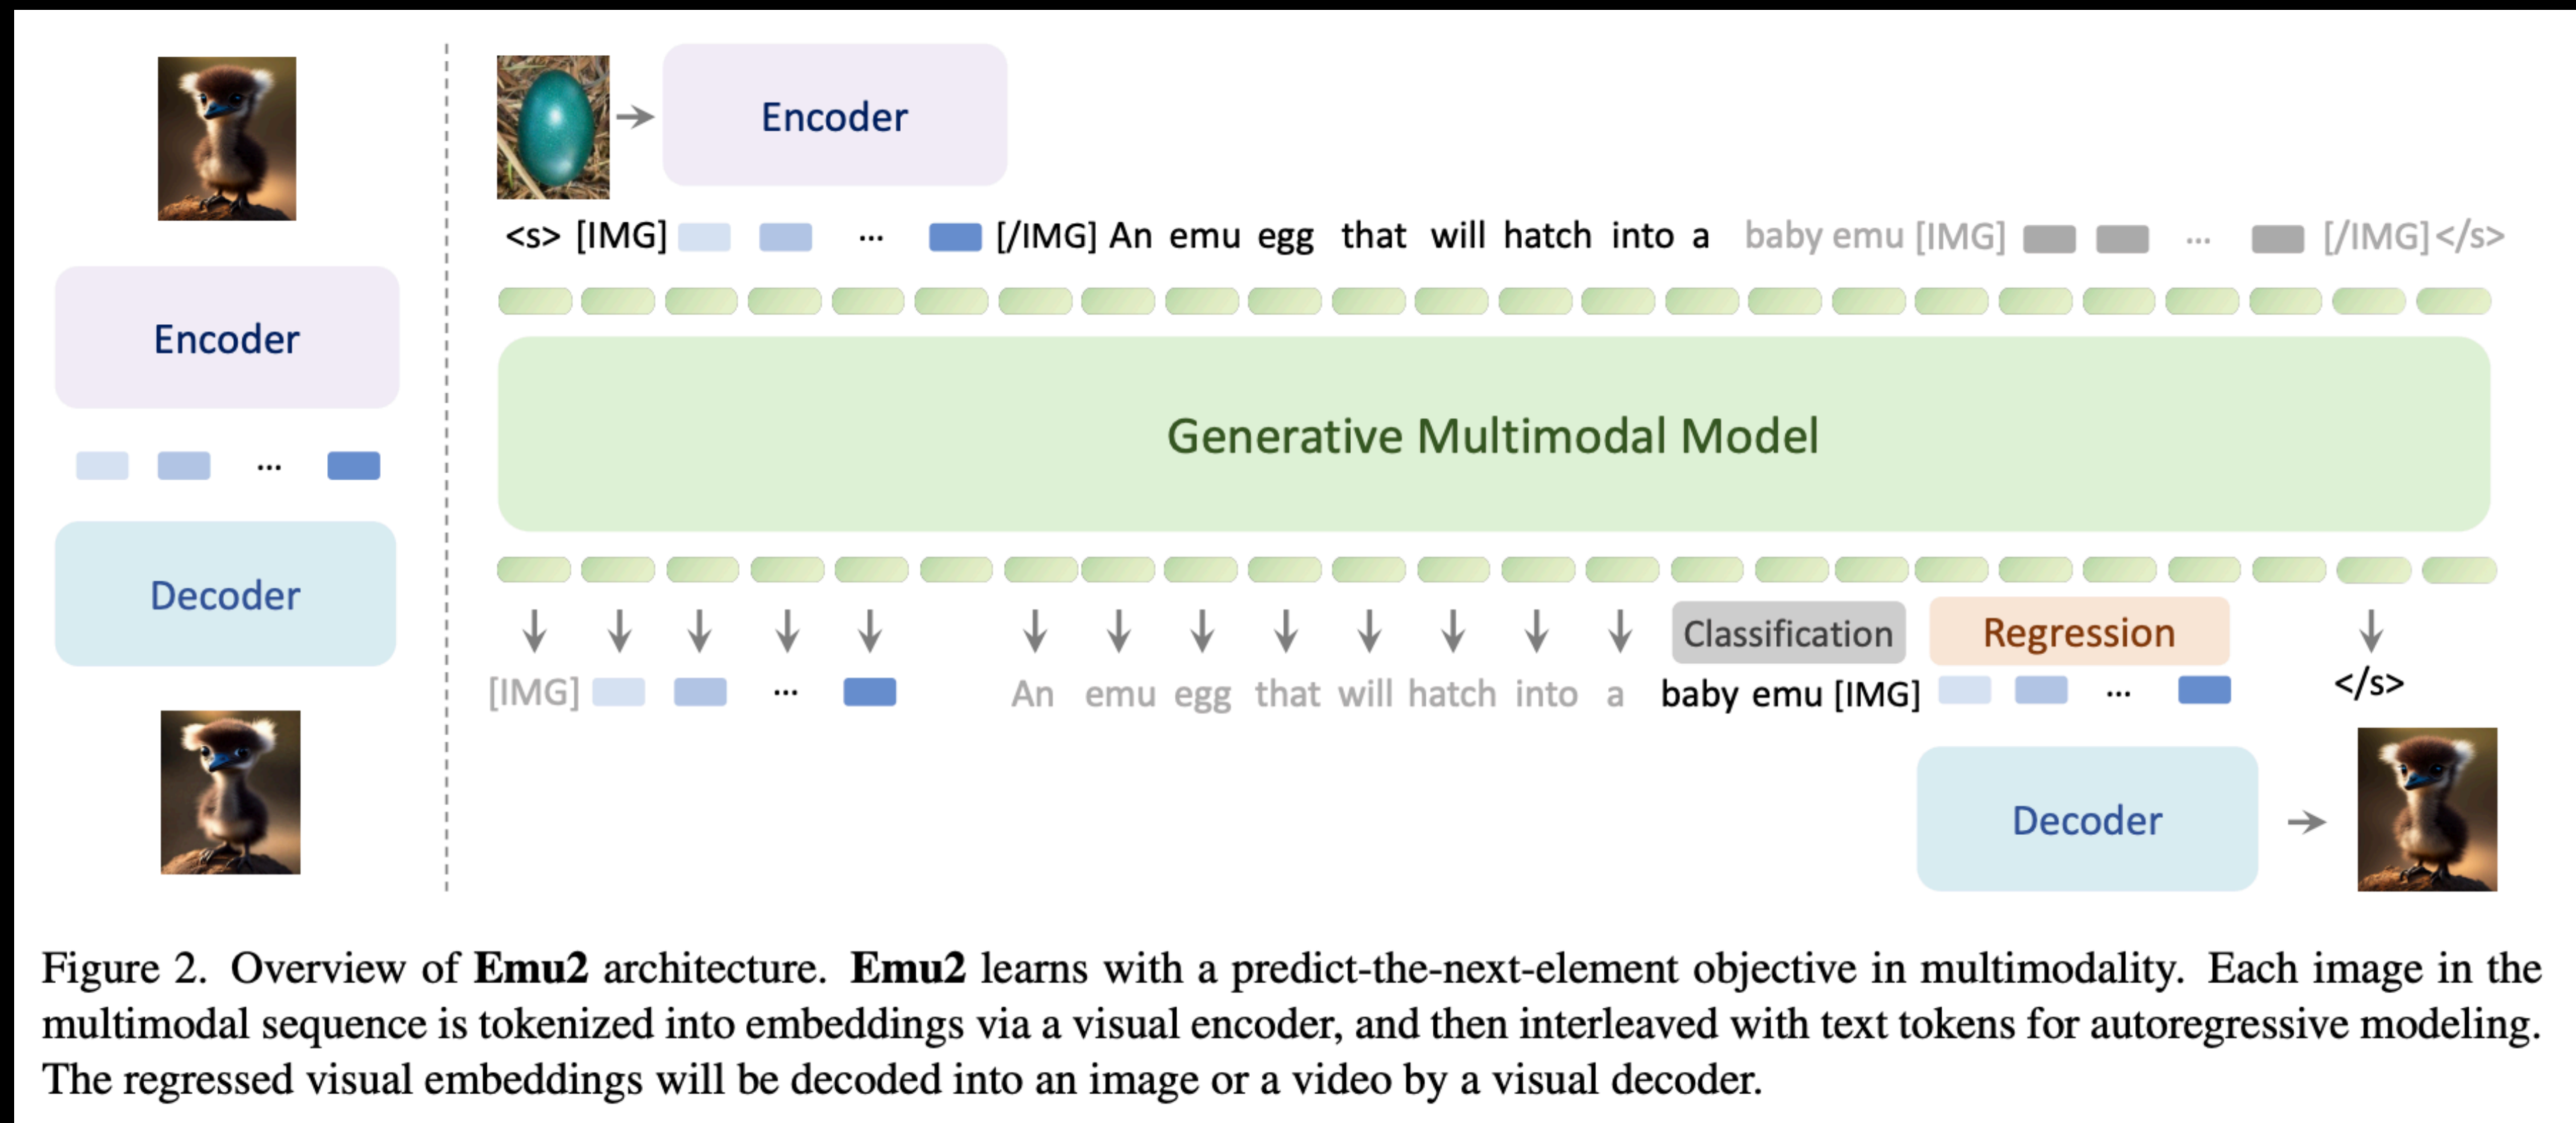 Encoder
Decoder
Encoder
<s> [IMG] ... [/IMG] An emu egg that will hatch into a baby emu [IMG] ... [/IMG] </s>
Generative Multimodal Model
Classification
Regression
[IMG] ... An emu egg that will hatch into a baby emu [IMG] ... </s>
Decoder
...
Figure 2. Overview of Emu2 architecture. Emu2 learns with a predict-the-next-element objective in multimodality. Each image in the
multimodal sequence is tokenized into embeddings via a visual encoder, and then interleaved with text tokens for autoregressive modeling.
The regressed visual embeddings will be decoded into an image or a video by a visual decoder.